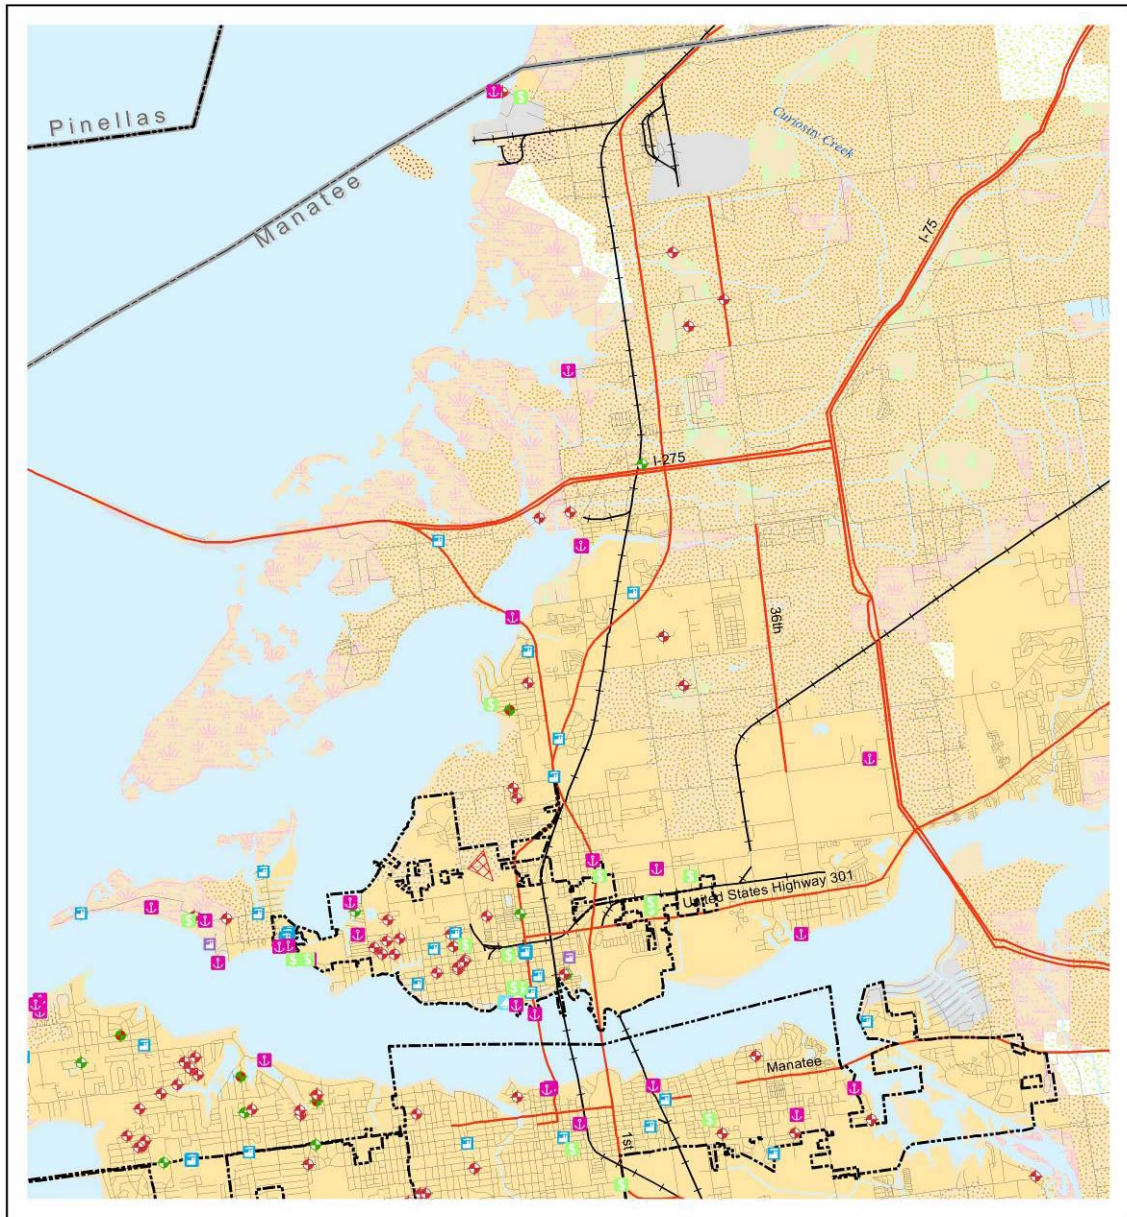 Pinellas
Manatee
Curiosity Creek
I-75
I-275
36th
United States Highway 301
Manatee
1st